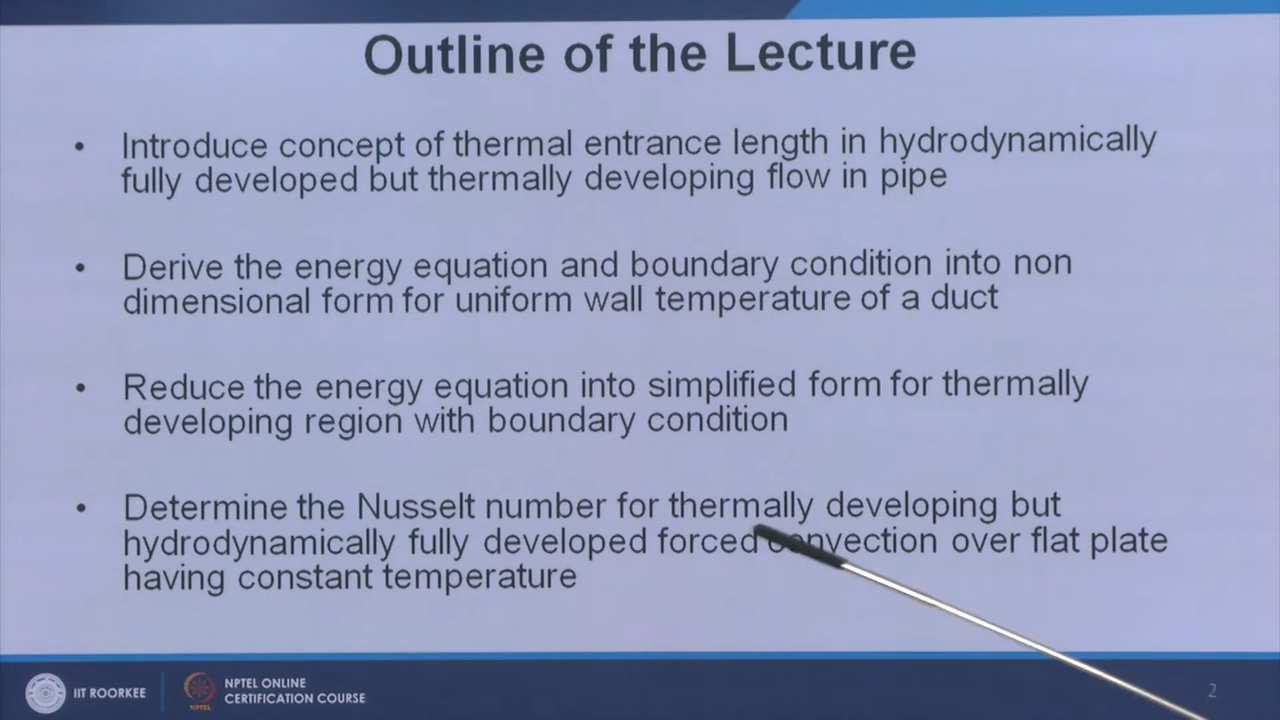 Outline of the Lecture
• Introduce concept of thermal entrance length in hydrodynamically
fully developed but thermally developing flow in pipe
• Derive the energy equation and boundary condition into non
dimensional form for uniform wall temperature of a duct
• Reduce the energy equation into simplified form for thermally
developing region with boundary condition
• Determine the Nusselt number for thermally developing but
hydrodynamically fully developed forced convection over flat plate
having constant temperature
IIT ROORKEE
NPTEL ONLINE
CERTIFICATION COURSE
NPTEL
2